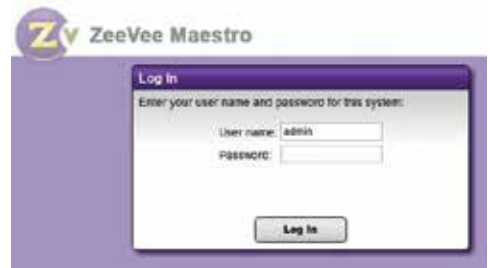 Zv ZeeVee Maestro
Log In
Enter your user name and password for this system:
User name: admin
Password:
Log In